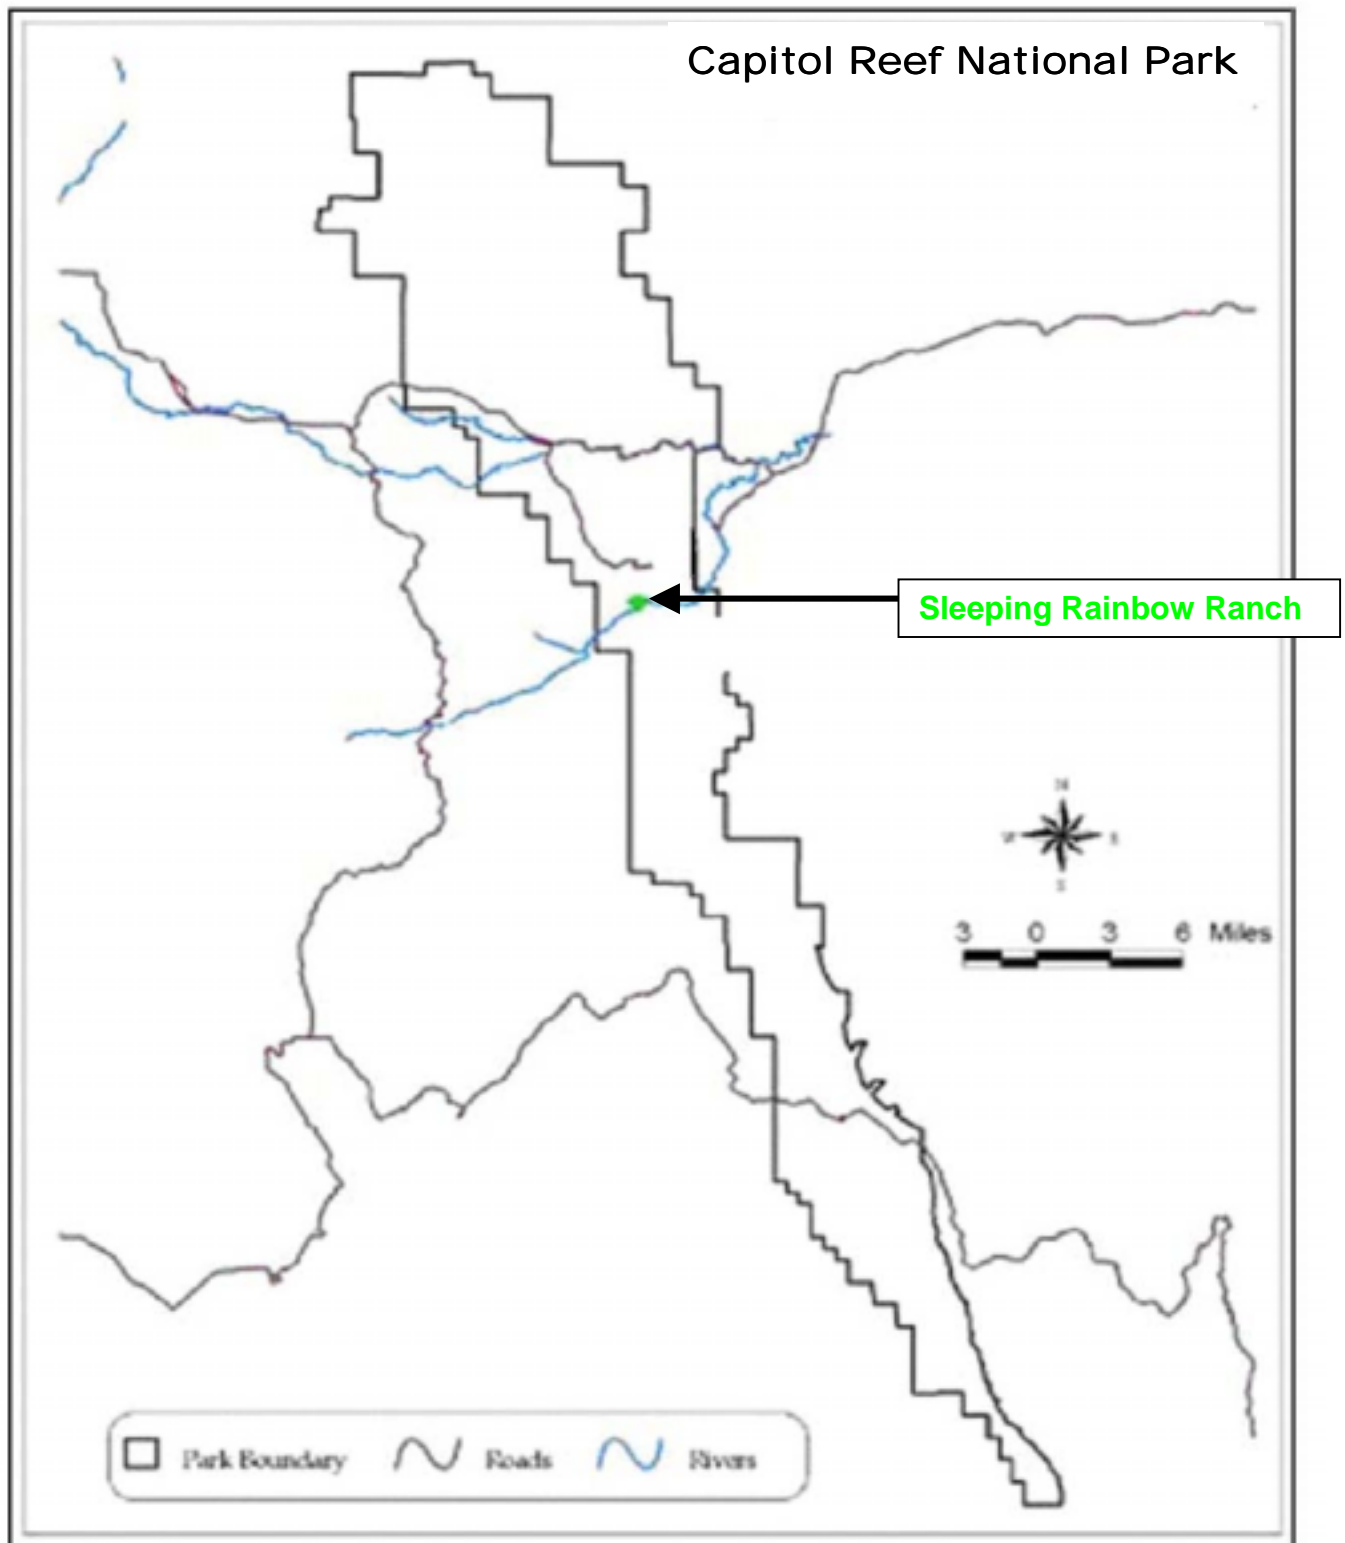 Capitol Reef National Park
Sleeping Rainbow Ranch
N
W
S
3 0 3 6 Miles
Park Boundary Roads Rivers